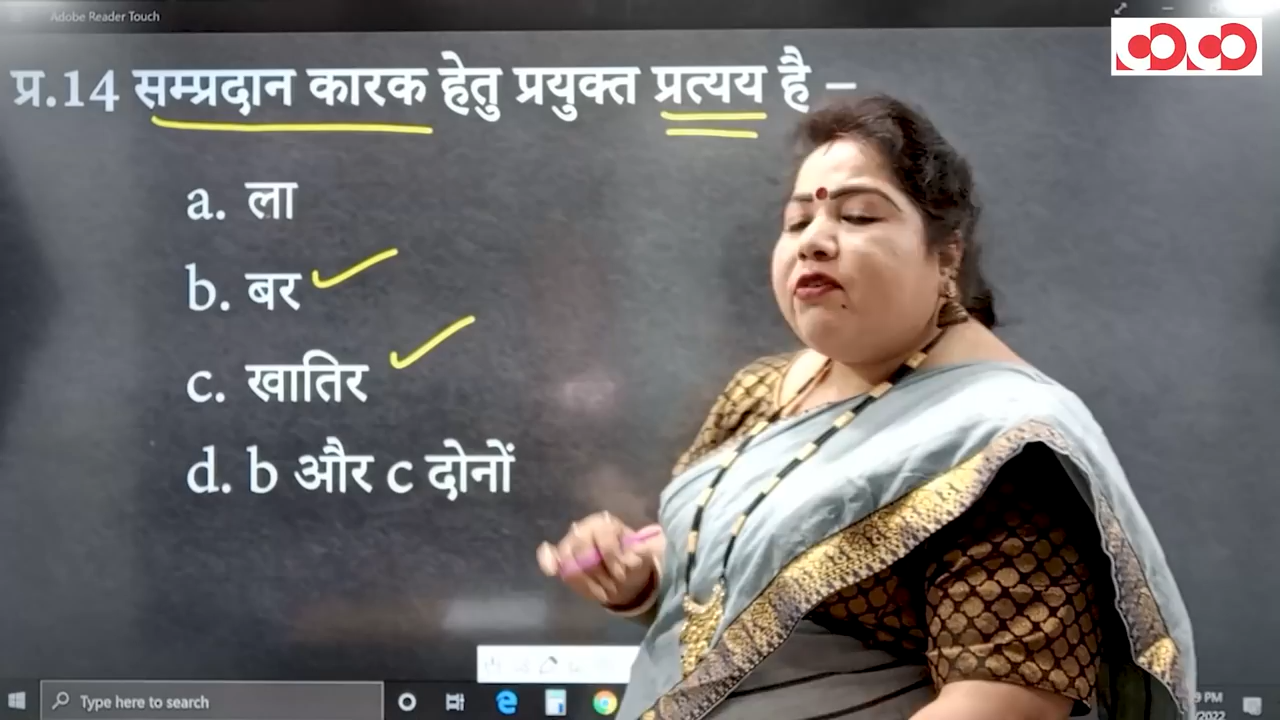 Adobe Reader Touch
प्र.14 सम्प्रदान कारक हेतु प्रयुक्त प्रत्यय है –
a. ला
b. बर
c. खातिर
d. b और c दोनों
Type here to search